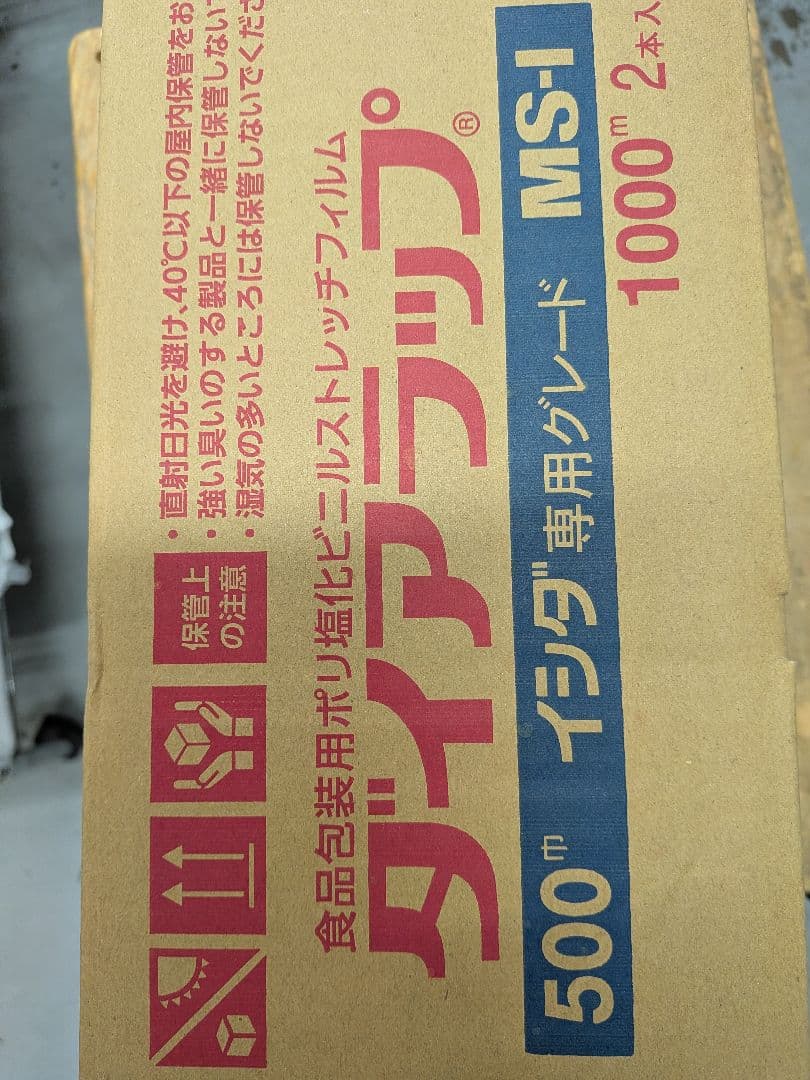 保管上
の注意
・直射日光を避け、40℃以下の屋内保管をお
・強い臭いのする製品と一緒に保管しない
・湿気の多いところには保管しないでくださ
食品包装用ポリ塩化ビニルストレッチフィルム
ダイアラップ®
500巾 イシダ専用グレード MS-I
1000m 2本入